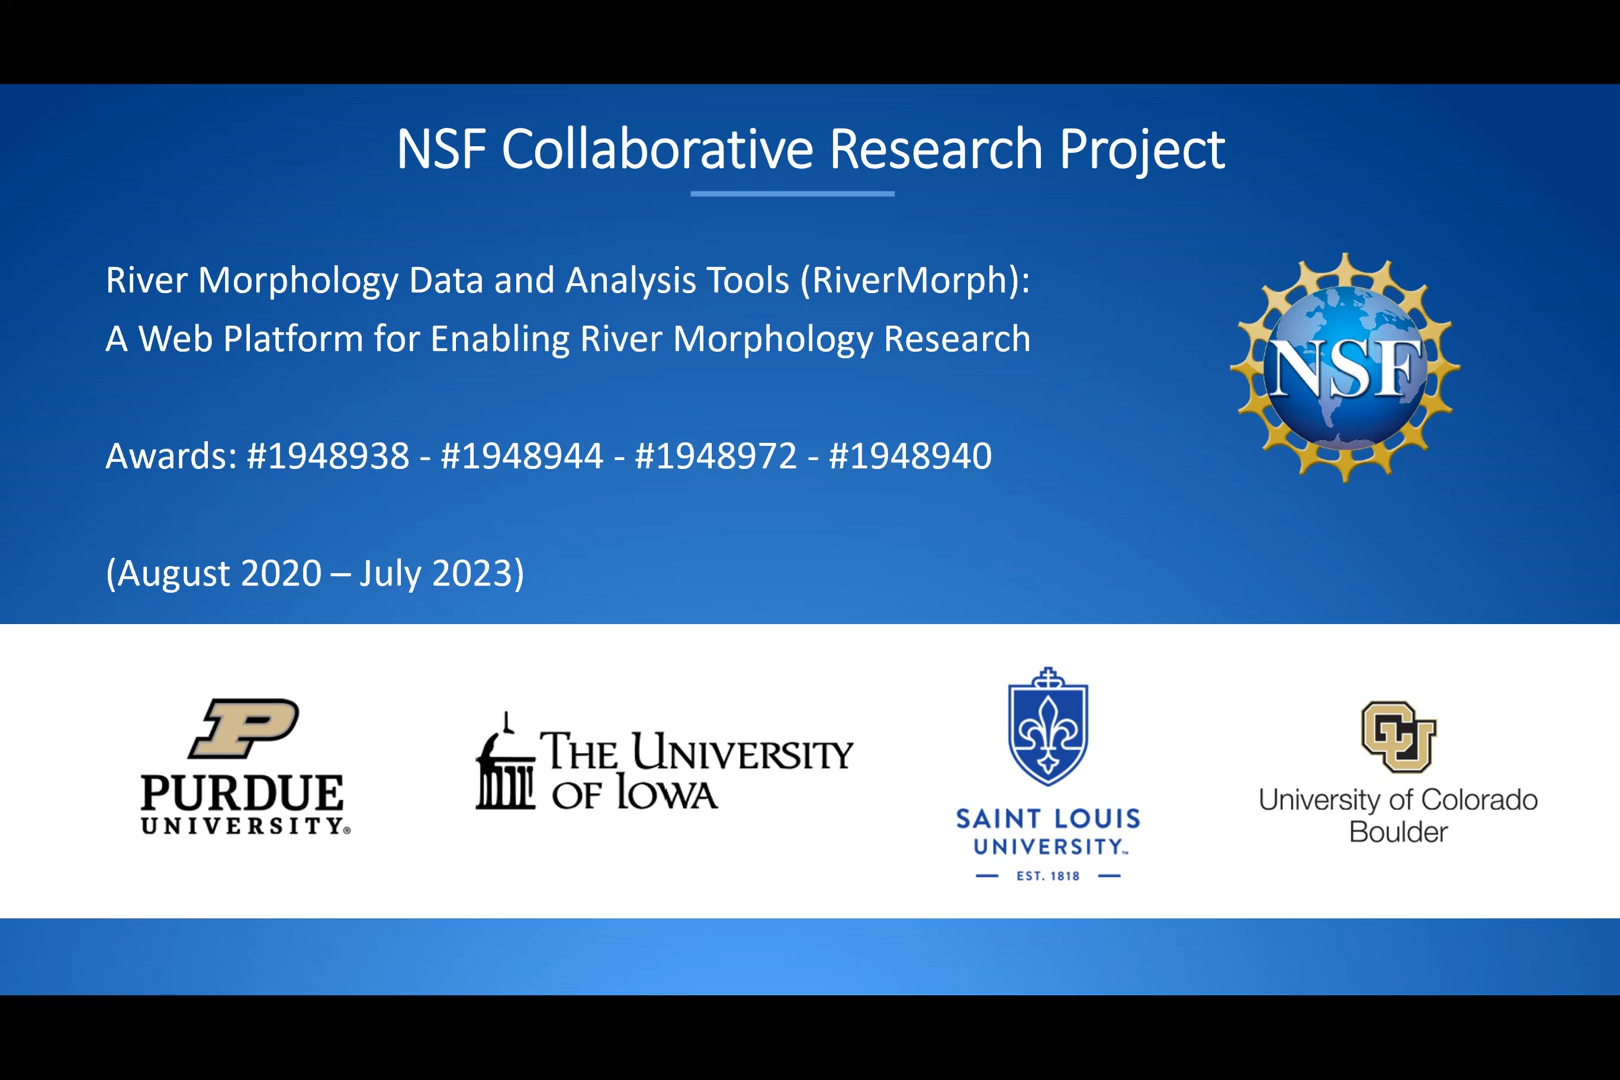 NSF Collaborative Research Project
River Morphology Data and Analysis Tools (RiverMorph):
A Web Platform for Enabling River Morphology Research
NSF
Awards: #1948938 - #1948944 - #1948972 - #1948940
(August 2020 – July 2023)
P
PURDUE
UNIVERSITY®
THE UNIVERSITY
OF IOWA
SAINT LOUIS
UNIVERSITY™
EST. 1818
CU
University of Colorado
Boulder